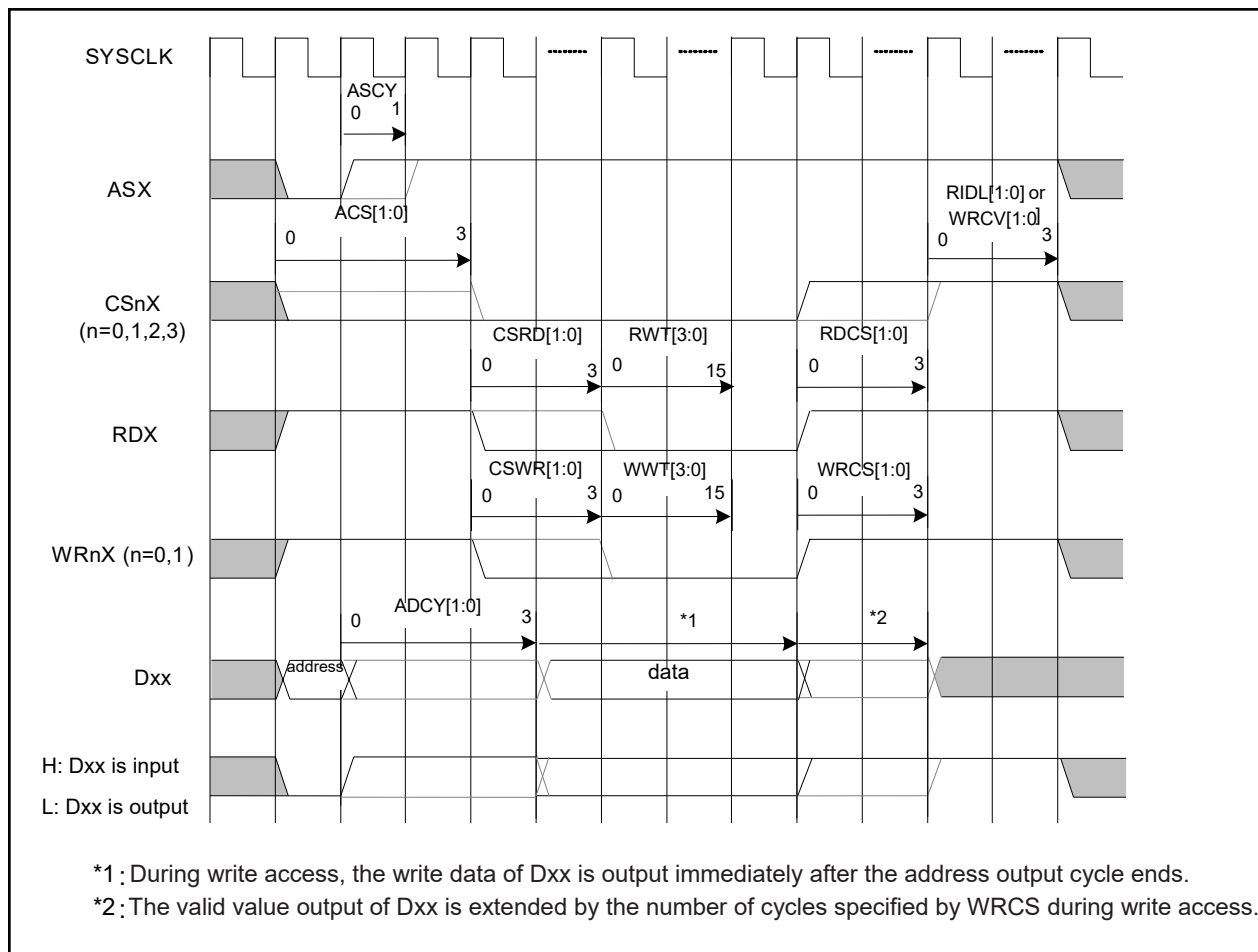 SYSCLK
ASCY
0 1
ASX
ACS[1:0]
0 3
RIDL[1:0] or
WRCV[1:0]
0 3
CSnX
(n=0,1,2,3)
CSRD[1:0] RWT[3:0] RDCS[1:0]
0 3 0 15 0 3
RDX
CSWR[1:0] WWT[3:0] WRCS[1:0]
0 3 0 15 0 3
WRnX (n=0,1)
ADCY[1:0]
0 3 *1 *2
Dxx address data
H: Dxx is input
L: Dxx is output
*1: During write access, the write data of Dxx is output immediately after the address output cycle ends.
*2: The valid value output of Dxx is extended by the number of cycles specified by WRCS during write access.